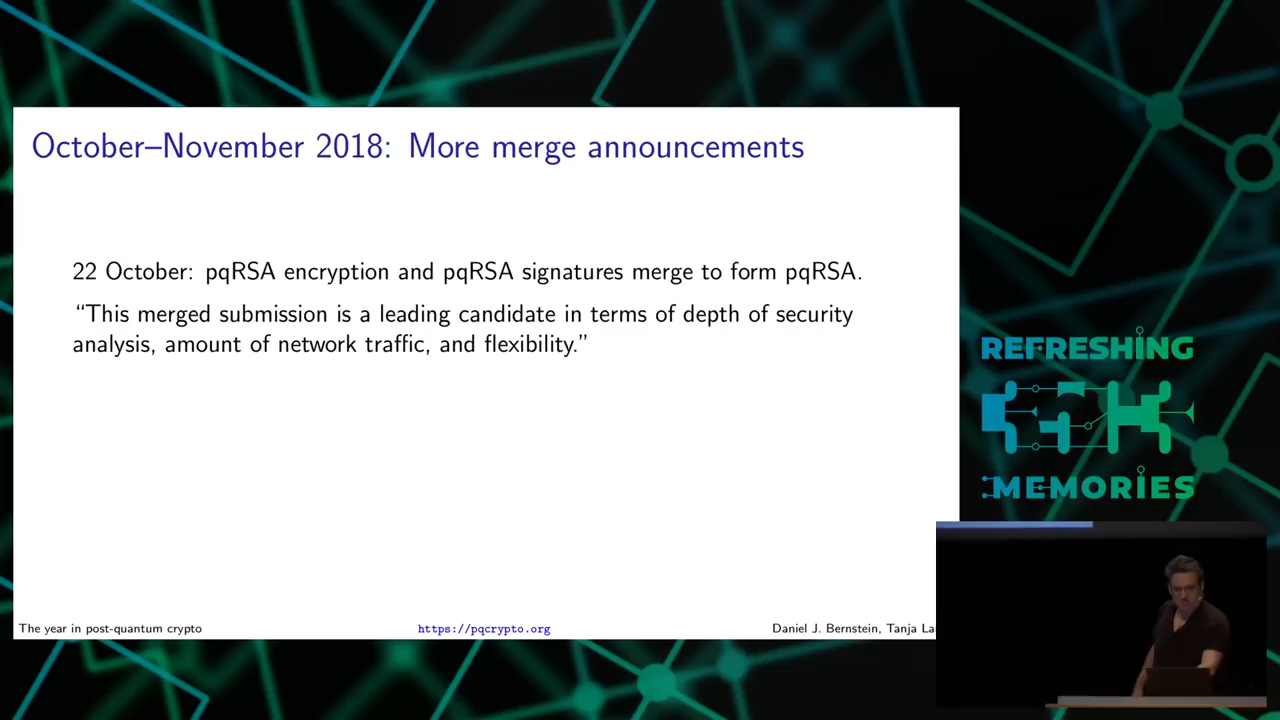 October–November 2018: More merge announcements
22 October: pqRSA encryption and pqRSA signatures merge to form pqRSA.
“This merged submission is a leading candidate in terms of depth of security
analysis, amount of network traffic, and flexibility.”
REFRESHING
35C3
MEMORIES
The year in post-quantum crypto
https://pqcrypto.org
Daniel J. Bernstein, Tanja La